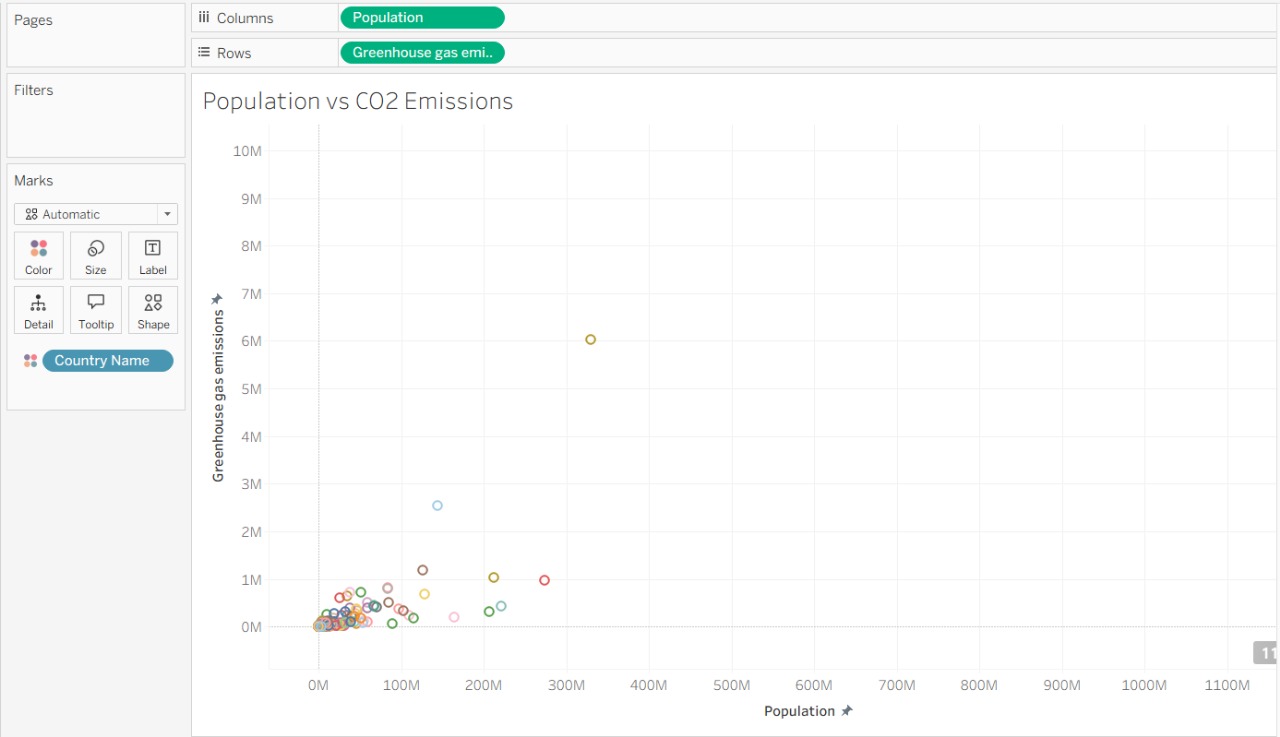 Pages
Columns
Population
Rows
Greenhouse gas emi..
Filters
Population vs CO2 Emissions
Marks
Automatic
Color
Size
Label
Detail
Tooltip
Shape
Country Name
10M
9M
8M
7M
6M
5M
4M
3M
2M
1M
0M
Greenhouse gas emissions
0M
100M
200M
300M
400M
500M
600M
700M
800M
900M
1000M
1100M
Population